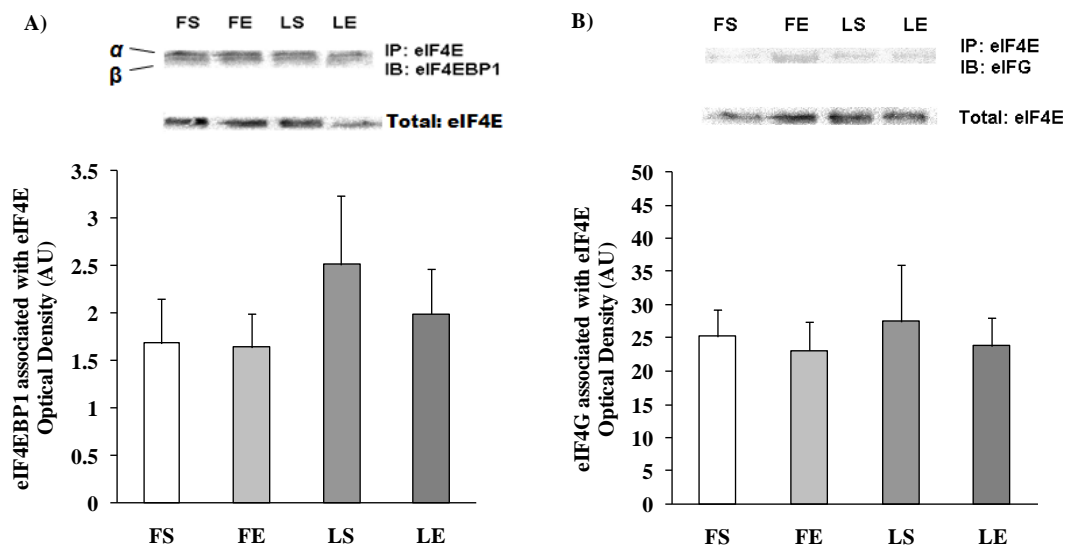 A)
FS FE LS LE
α
β
IP: eIF4E
IB: eIF4EBP1
Total: eIF4E
eIF4EBP1 associated with eIF4E
Optical Density (AU)
3.5
3
2.5
2
1.5
1
0.5
0
FS FE LS LE
B)
FS FE LS LE
IP: eIF4E
IB: eIFG
Total: eIF4E
eIF4G associated with eIF4E
Optical Density (AU)
50
45
40
35
30
25
20
15
10
5
0
FS FE LS LE